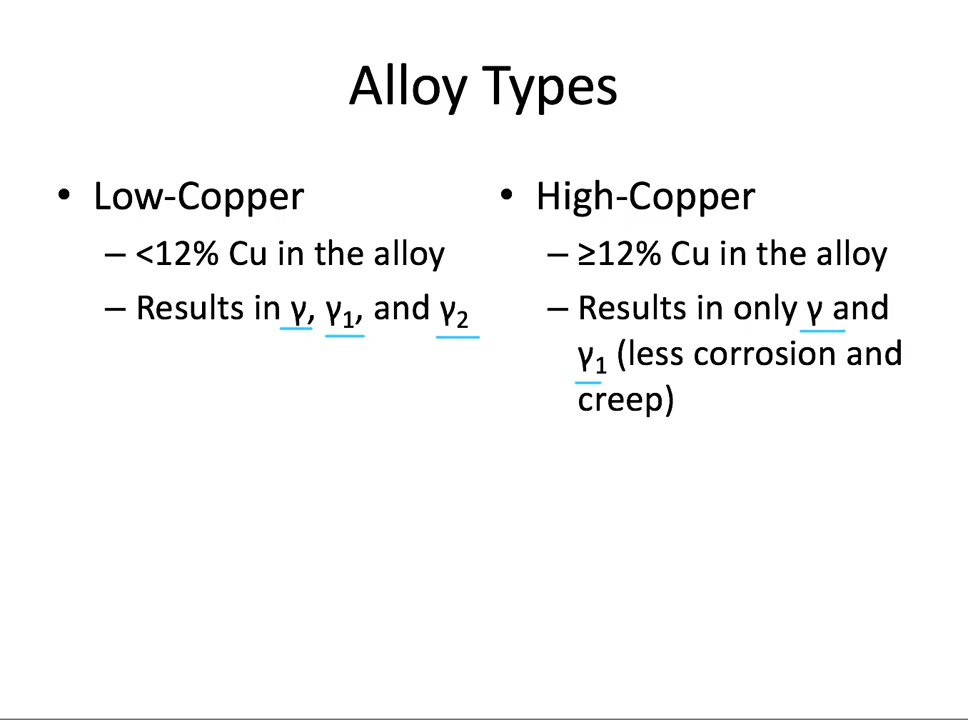 Alloy Types
• Low-Copper
– <12% Cu in the alloy
– Results in γ, γ₁, and γ₂
• High-Copper
– ≥12% Cu in the alloy
– Results in only γ and
γ₁ (less corrosion and
creep)